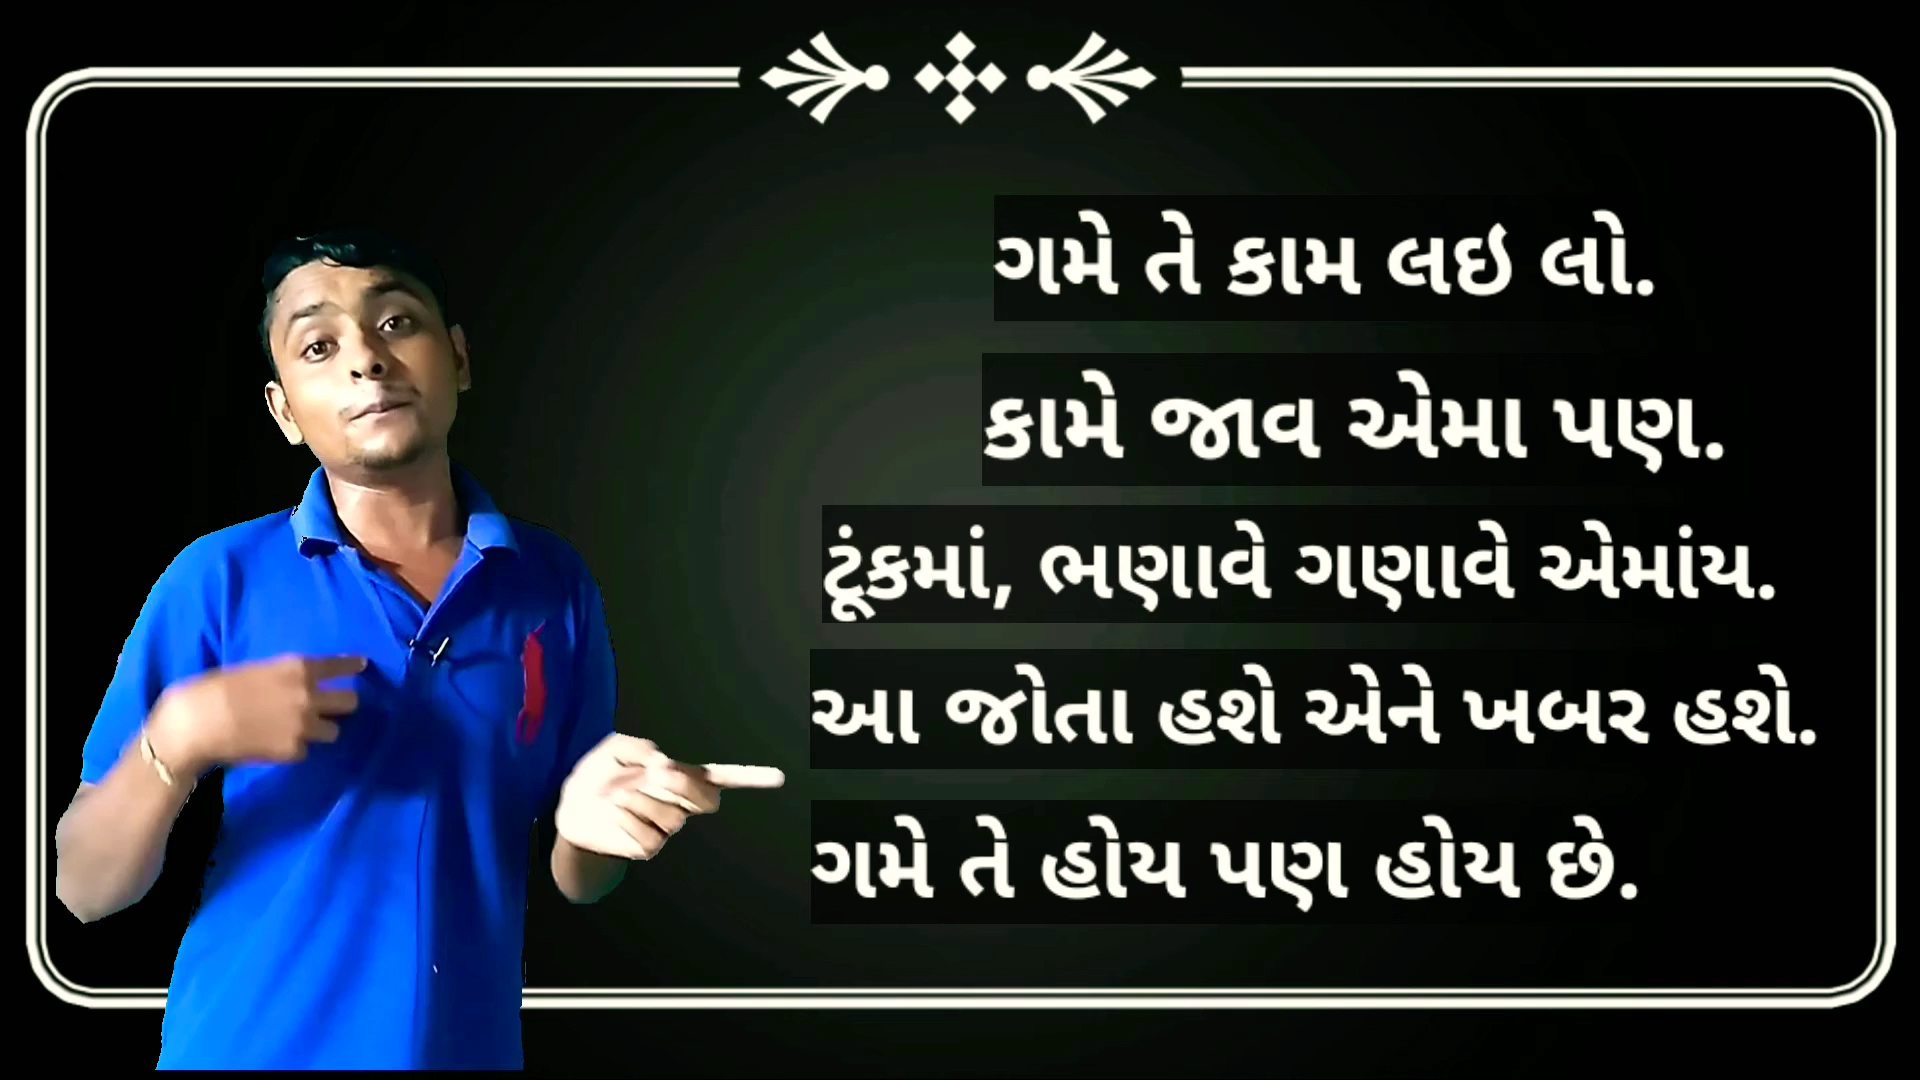 ગમે તે કામ લઇ લો.
કામે જાવ એમા પણ.
ટૂંકમાં, ભણાવે ગણાવે એમાંય.
આ જોતા હશે એને ખબર હશે.
ગમે તે હોય પણ હોય છે.